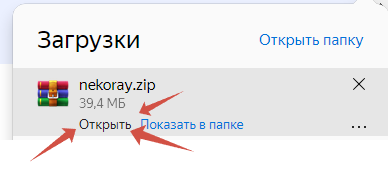 Загрузки Открыть папку
nekoray.zip
39,4 МБ
Открыть Показать в папке